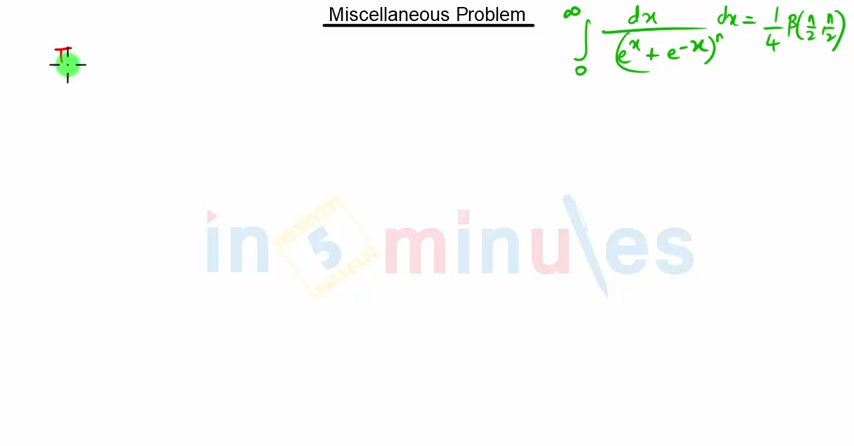 Miscellaneous Problem
∞∫0 dx/(e^x + e^-x)^n dx = 1/4 β(n/2, n/2)
I
in 5 minutes